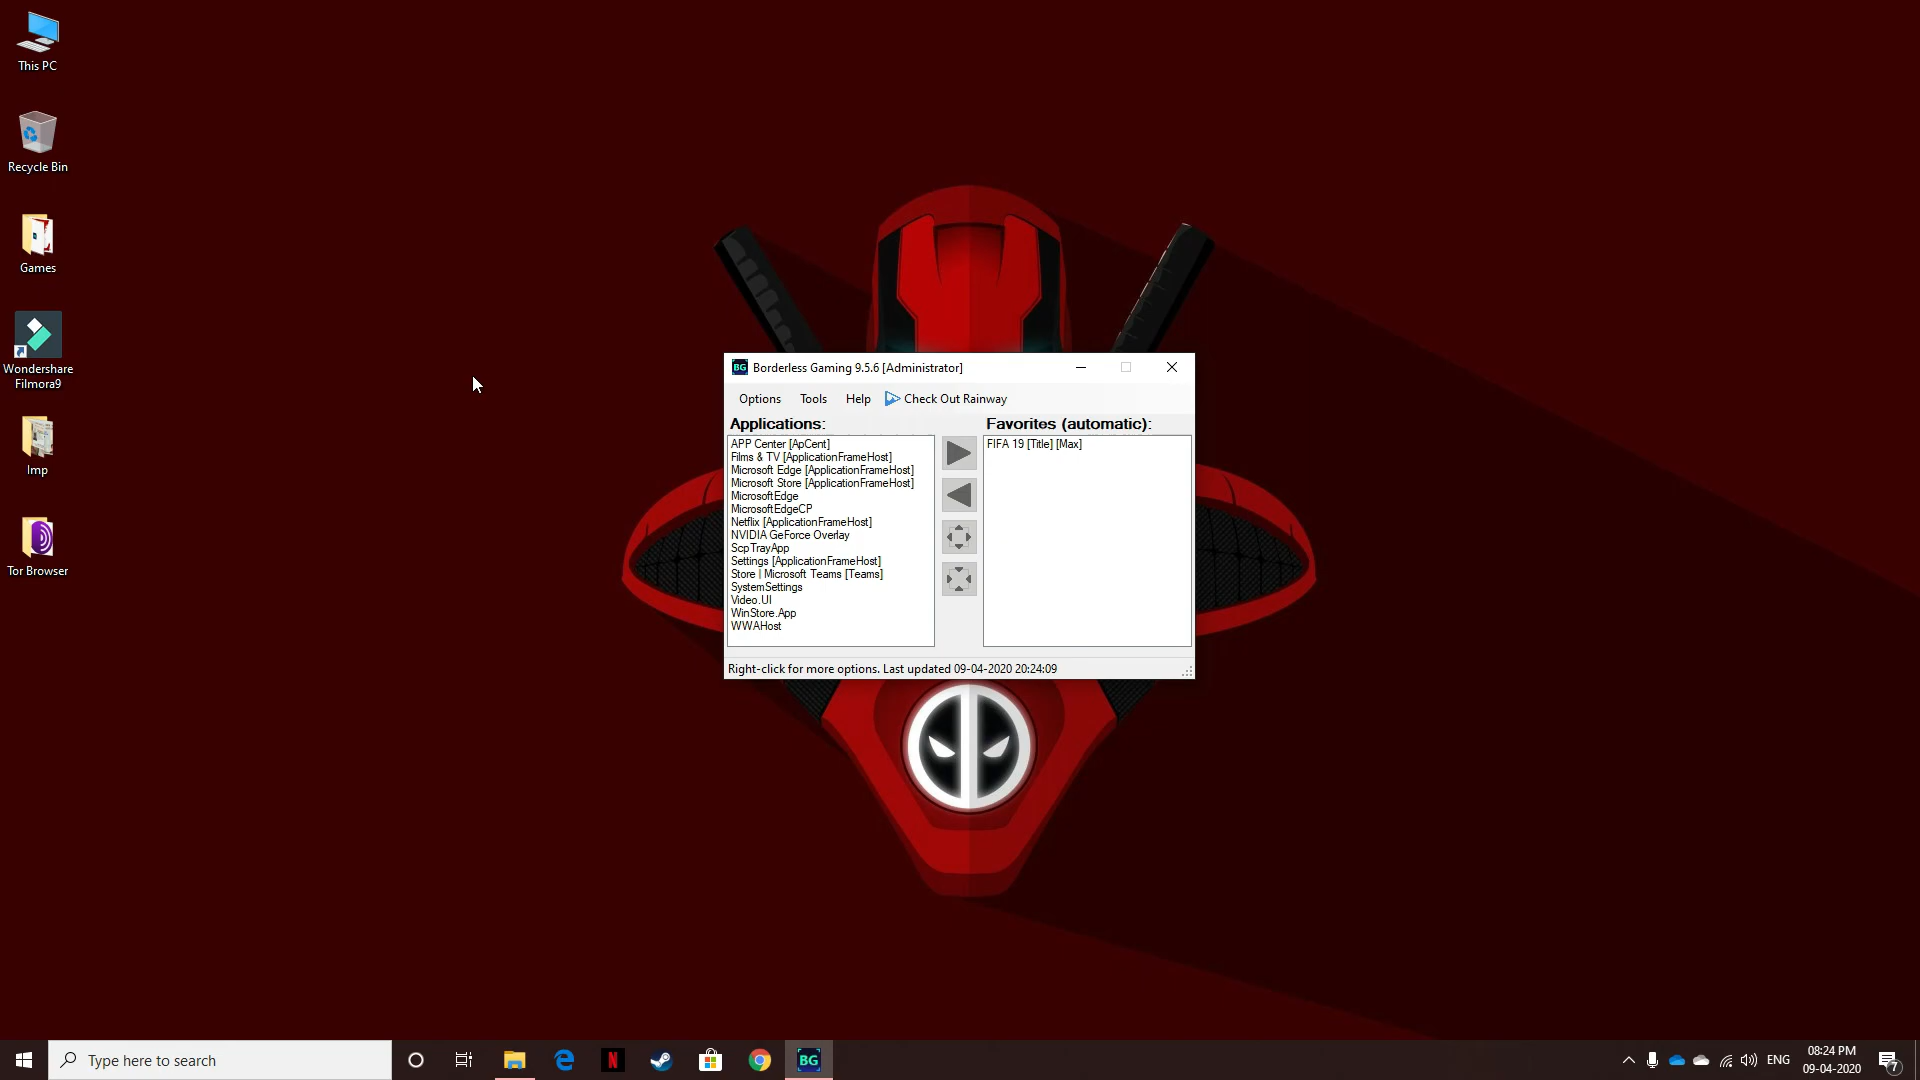 This PC
Recycle Bin
Games
Wondershare
Filmora9
Imp
Tor Browser
BG Borderless Gaming 9.5.6 [Administrator]
Options Tools Help Check Out Rainway
Applications:
APP Center [ApCent]
Films & TV [ApplicationFrameHost]
Microsoft Edge [ApplicationFrameHost]
Microsoft Store [ApplicationFrameHost]
MicrosoftEdge
MicrosoftEdgeCP
Netflix [ApplicationFrameHost]
NVIDIA GeForce Overlay
ScpTrayApp
Settings [ApplicationFrameHost]
Store | Microsoft Teams [Teams]
SystemSettings
Video.UI
WinStore.App
WWAHost
Favorites (automatic):
FIFA 19 [Title] [Max]
Right-click for more options. Last updated 09-04-2020 20:24:09
Type here to search
N
BG
ENG
08:24 PM
09-04-2020
7